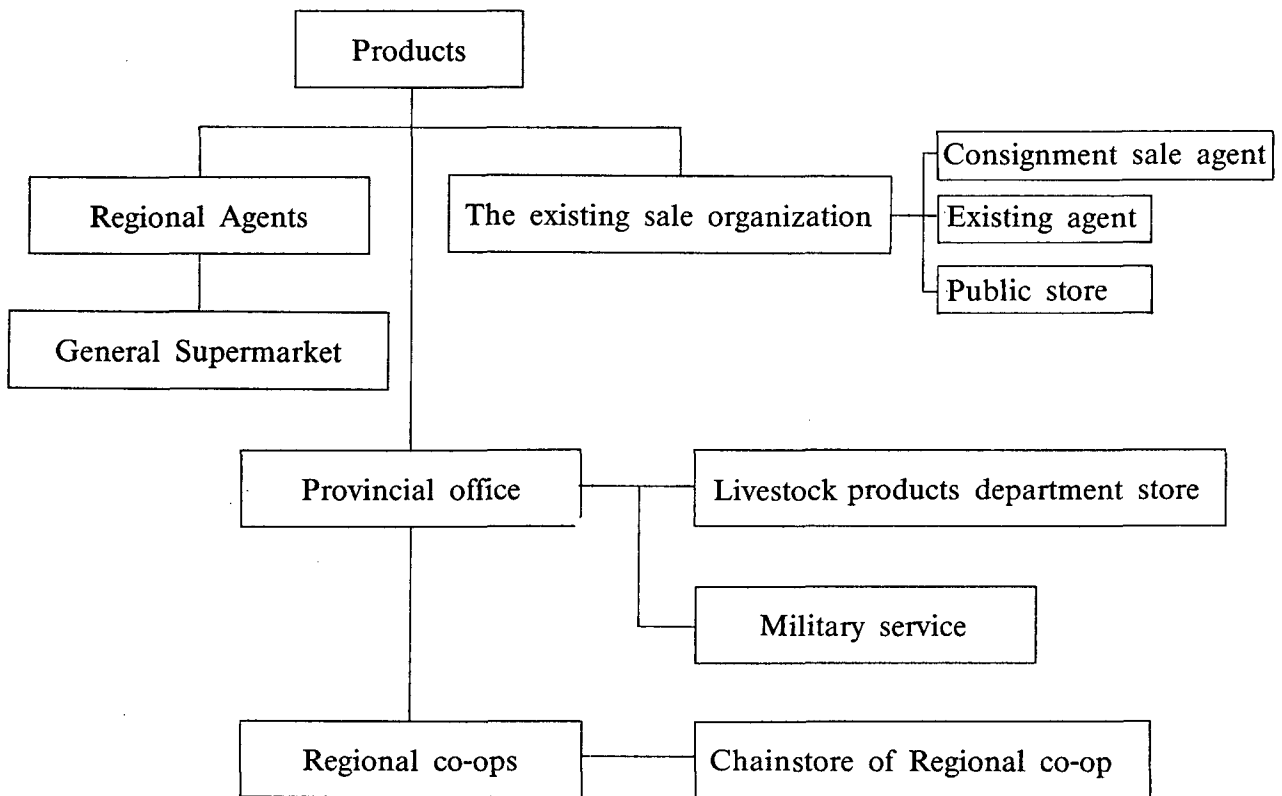 Products
Consignment sale agent
Regional Agents
The existing sale organization
Existing agent
Public store
General Supermarket
Provincial office
Livestock products department store
Military service
Regional co-ops
Chainstore of Regional co-op